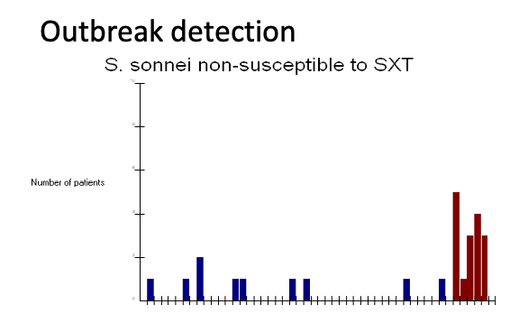 Outbreak detection
S. sonnei non-susceptible to SXT
Number of patients